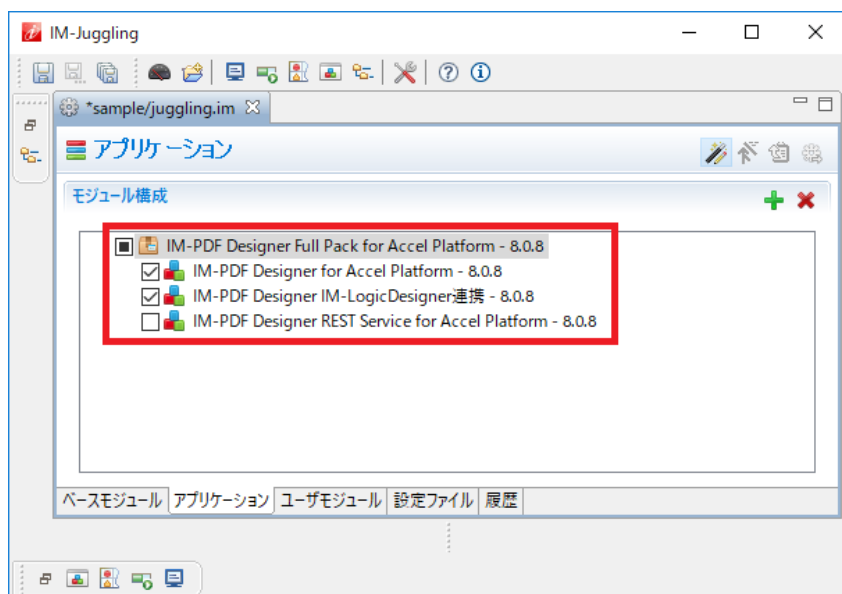 IM-Juggling
*sample/juggling.im
アプリケーション
モジュール構成
IM-PDF Designer Full Pack for Accel Platform - 8.0.8
IM-PDF Designer for Accel Platform - 8.0.8
IM-PDF Designer IM-LogicDesigner連携 - 8.0.8
IM-PDF Designer REST Service for Accel Platform - 8.0.8
ベースモジュール アプリケーション ユーザモジュール 設定ファイル 履歴